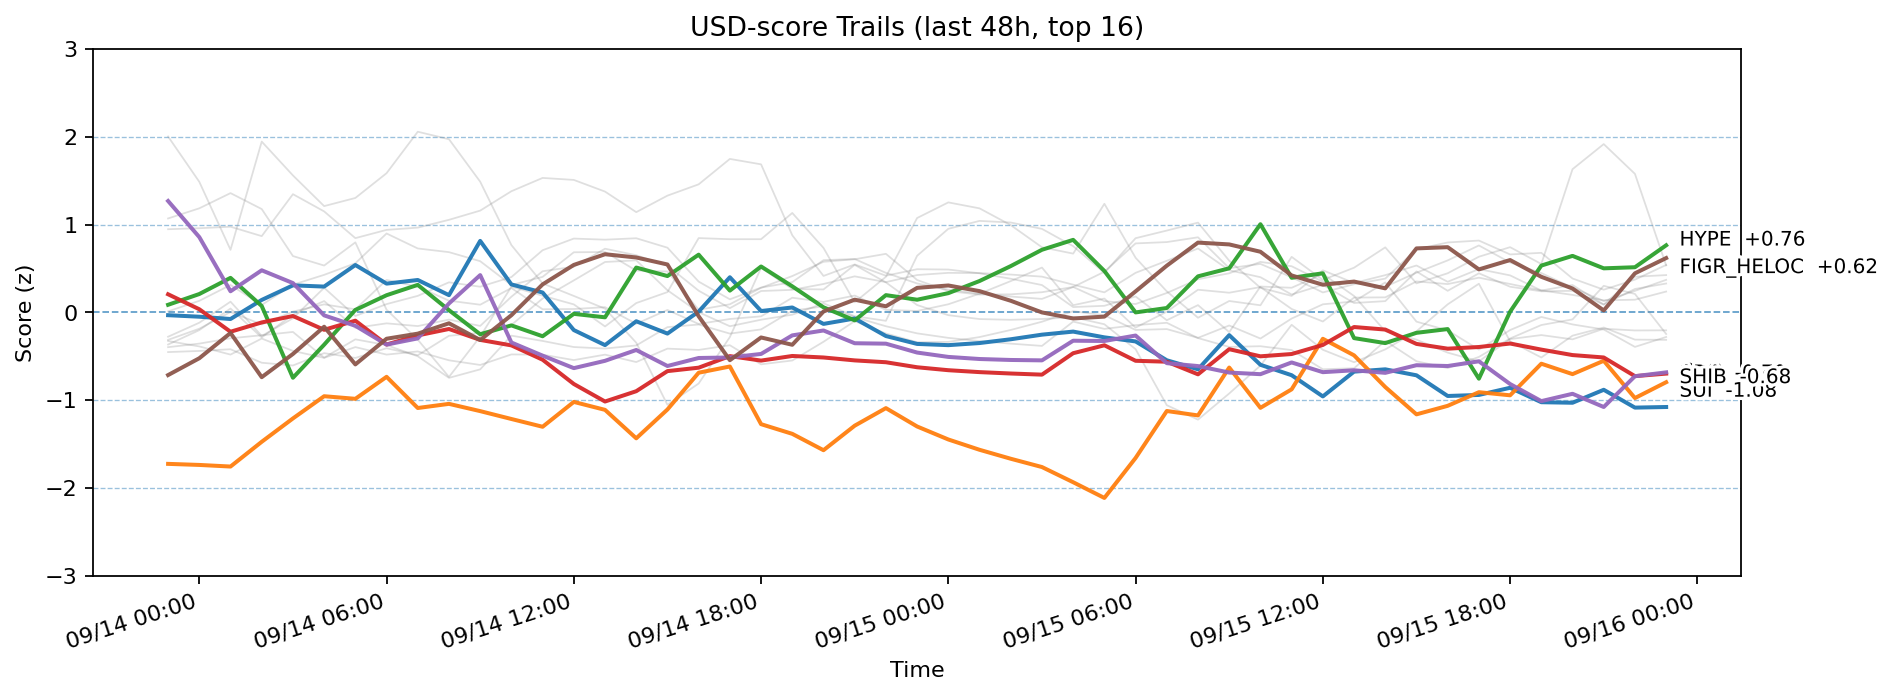 USD-score Trails (last 48h, top 16)
Score (z)
3
2
1
0
−1
−2
−3
HYPE +0.76
FIGR_HELOC +0.62
SHIB -0.68
SUI -1.08
09/14 00:00
09/14 06:00
09/14 12:00
09/14 18:00
09/15 00:00
09/15 06:00
09/15 12:00
09/15 18:00
09/16 00:00
Time